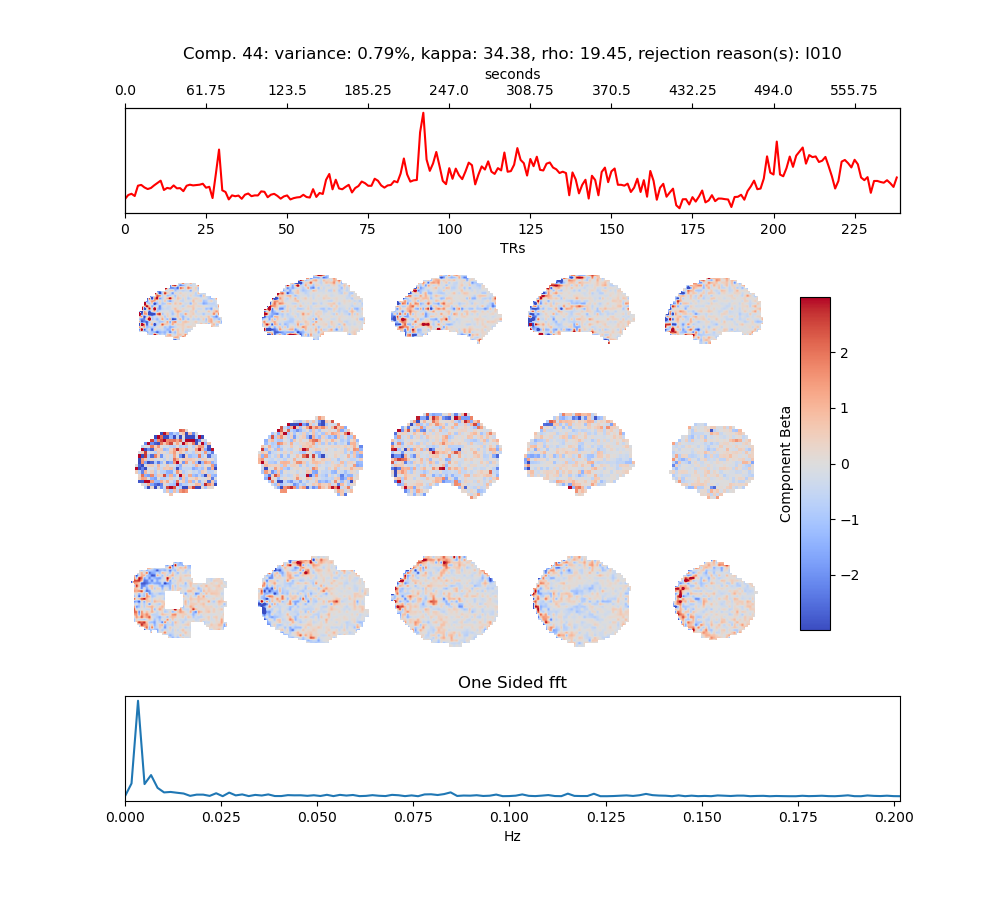 Comp. 44: variance: 0.79%, kappa: 34.38, rho: 19.45, rejection reason(s): I010
seconds
0.0 61.75 123.5 185.25 247.0 308.75 370.5 432.25 494.0 555.75
0 25 50 75 100 125 150 175 200 225
TRs
2
1
0
−1
−2
Component Beta
One Sided fft
0.000 0.025 0.050 0.075 0.100 0.125 0.150 0.175 0.200
Hz